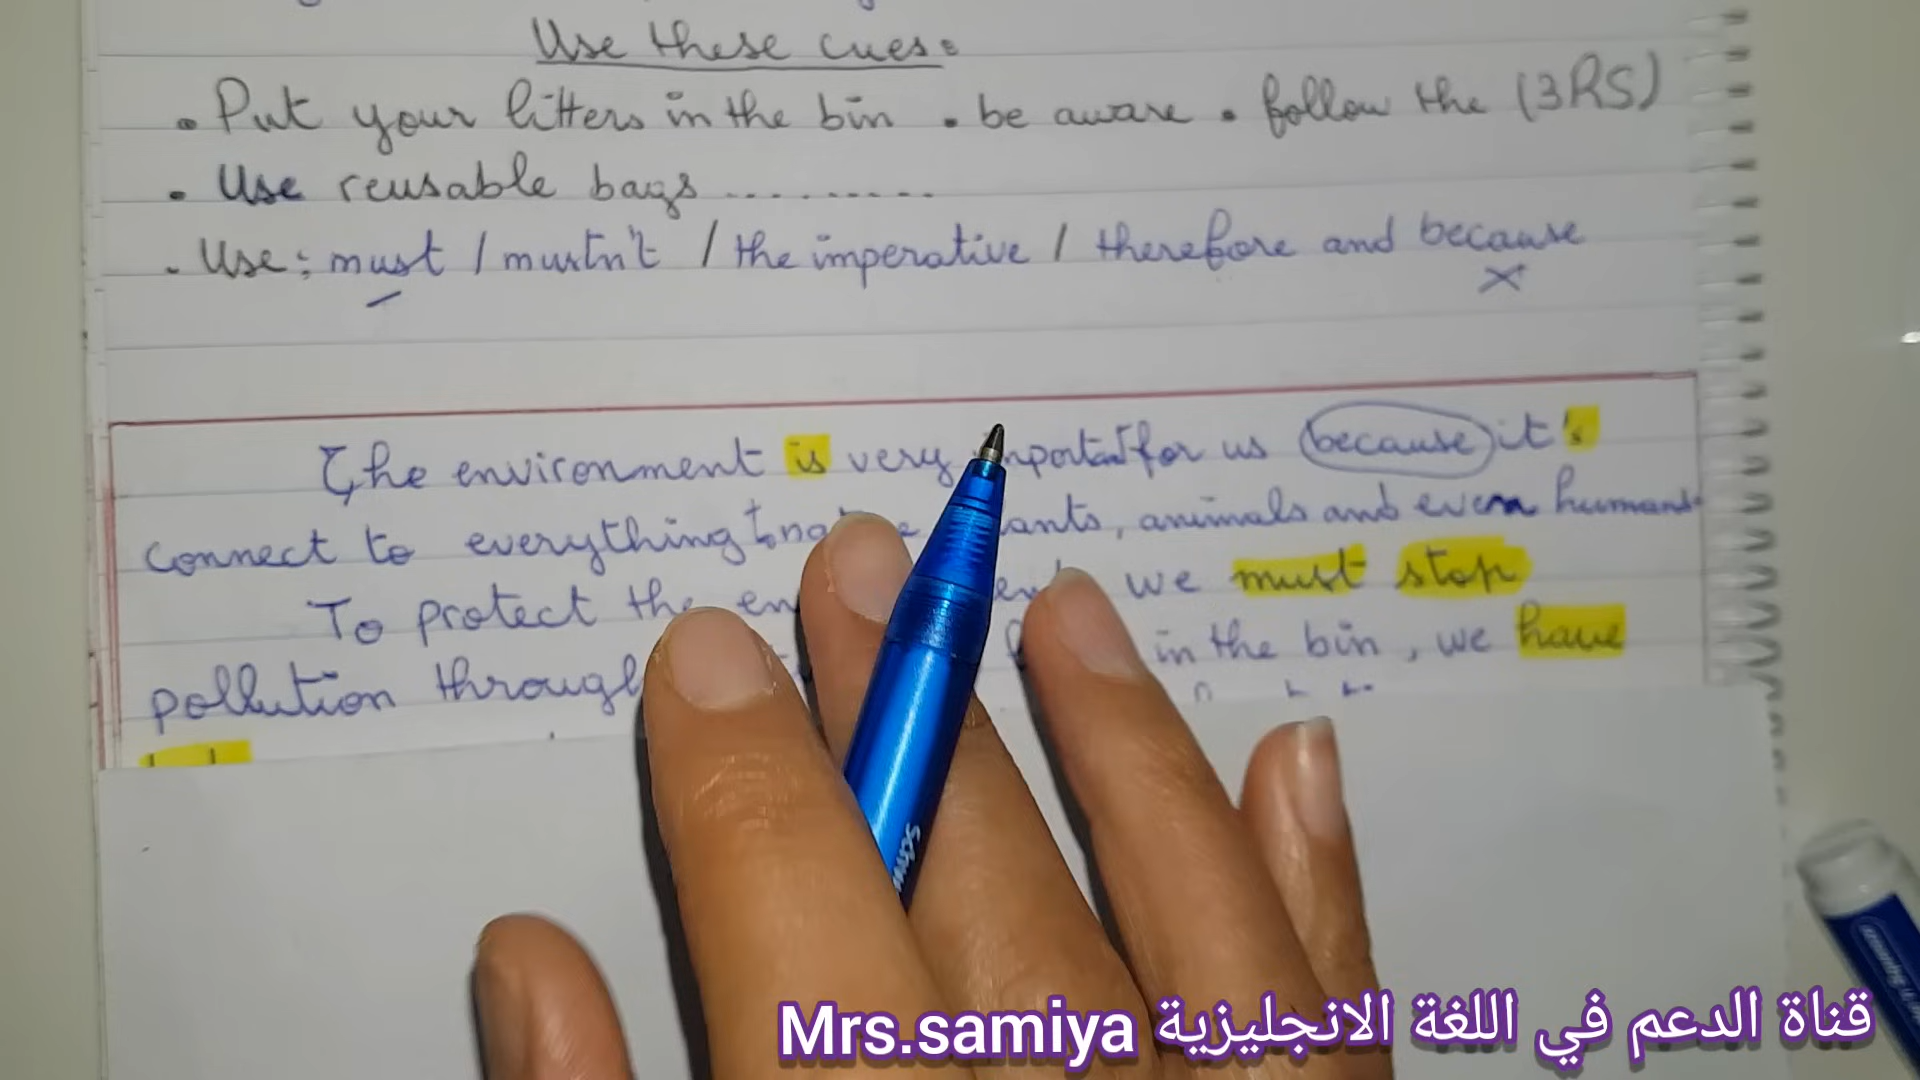 Use these cues:
• Put your litters in the bin • be aware • follow the (3RS)
• Use reusable bags .........
. Use: must / mustn't / the imperative / therefore and because
The environment is very for us because it's
connect to everything ants, animals and even humans
To protect the we must stop
pollution in the bin, we have
Mrs.samiya قناة الدعم في اللغة الانجليزية